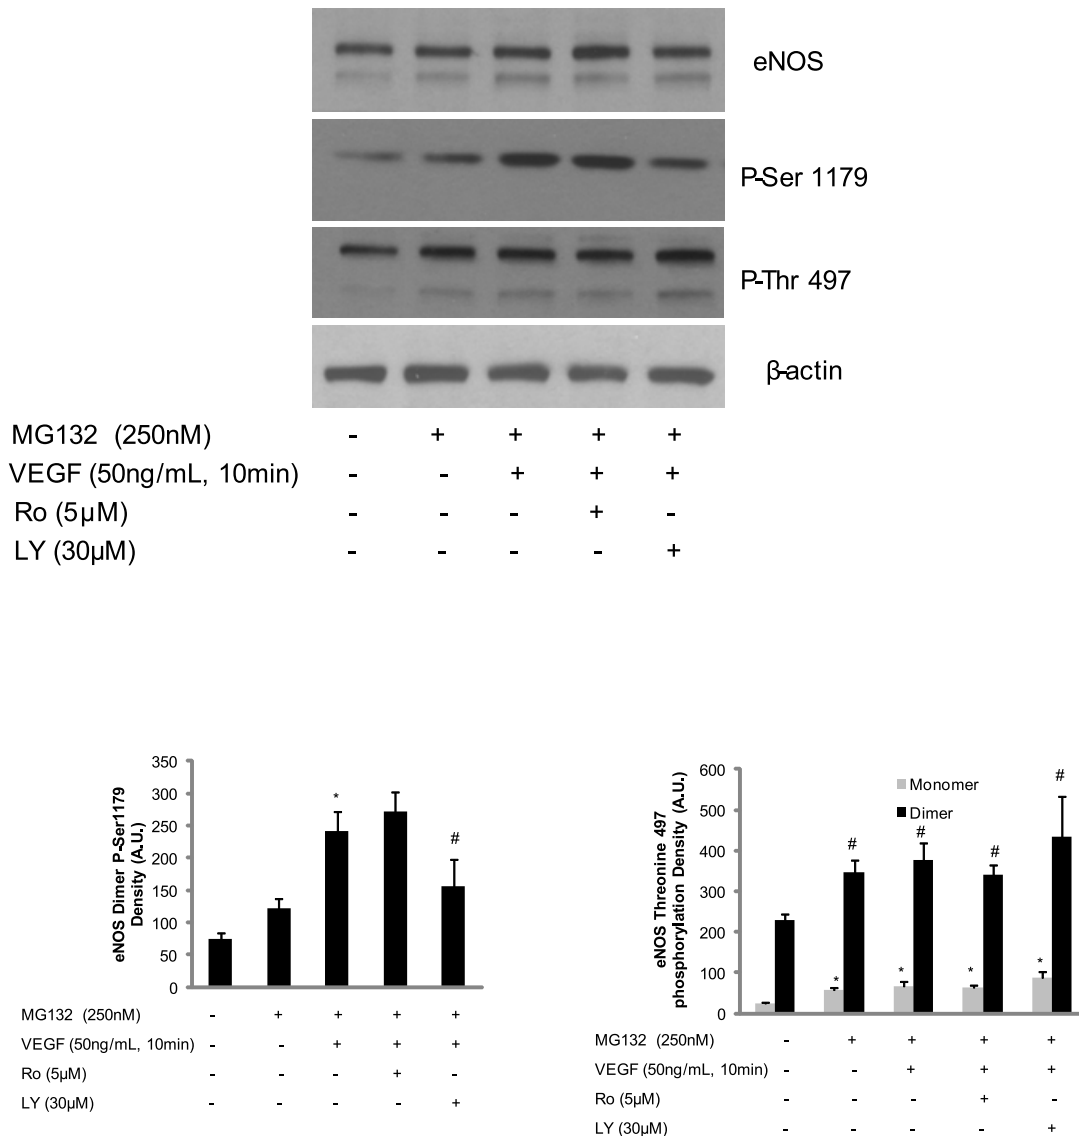 eNOS
P-Ser 1179
P-Thr 497
β-actin
MG132 (250nM) - + + + +
VEGF (50ng/mL, 10min) - - + + +
Ro (5µM) - - - + -
LY (30µM) - - - - +
eNOS Dimer P-Ser1179
Density (A.U.)
350
300
250
200
150
100
50
0
*
#
MG132 (250nM) - + + + +
VEGF (50ng/mL, 10min) - - + + +
Ro (5µM) - - - + -
LY (30µM) - - - - +
eNOS Threonine 497
phosphorylation Density (A.U.)
600
500
400
300
200
100
0
Monomer
Dimer
# # # #
* * * *
MG132 (250nM) - + + + +
VEGF (50ng/mL, 10min) - - + + +
Ro (5µM) - - - + -
LY (30µM) - - - - +